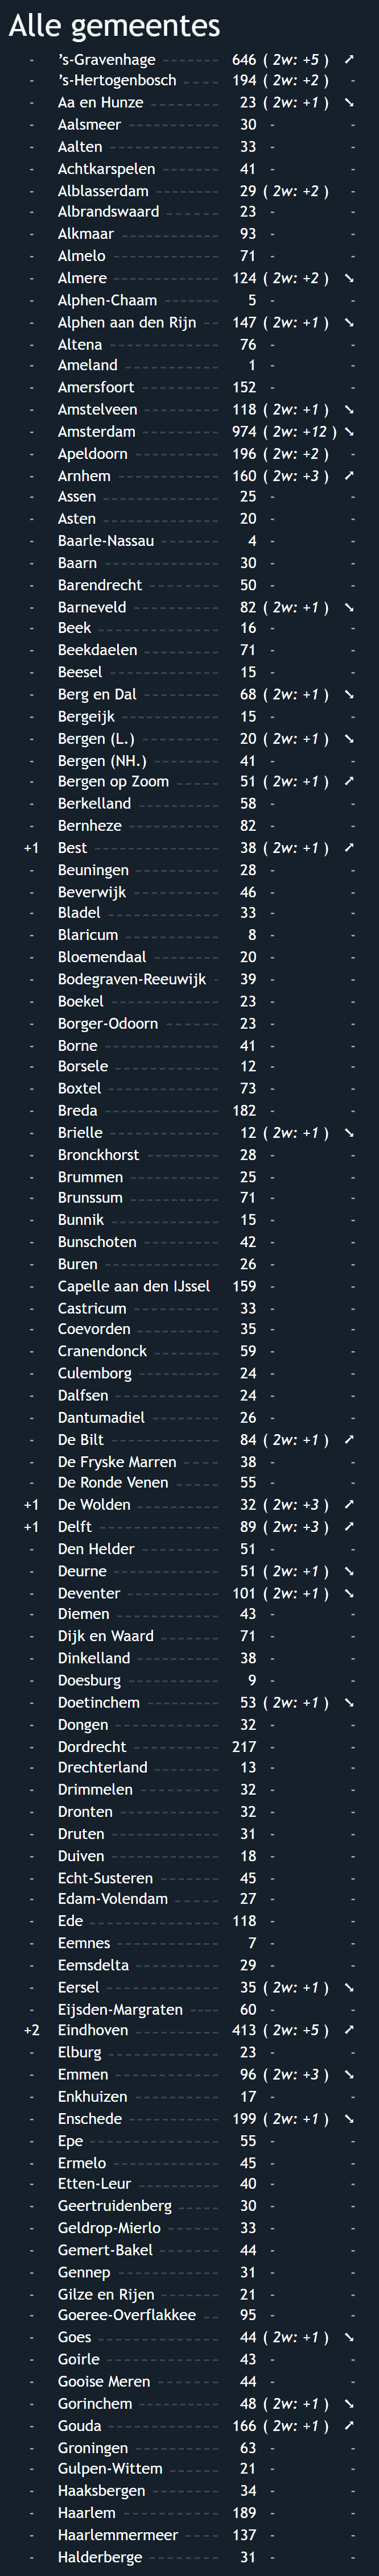 Alle gemeentes
- ’s-Gravenhage 646 ( 2w: +5 ) ➚
- ’s-Hertogenbosch 194 ( 2w: +2 ) -
- Aa en Hunze 23 ( 2w: +1 ) ➘
- Aalsmeer 30 - -
- Aalten 33 - -
- Achtkarspelen 41 - -
- Alblasserdam 29 ( 2w: +2 ) -
- Albrandswaard 23 - -
- Alkmaar 93 - -
- Almelo 71 - -
- Almere 124 ( 2w: +2 ) ➘
- Alphen-Chaam 5 - -
- Alphen aan den Rijn 147 ( 2w: +1 ) ➘
- Altena 76 - -
- Ameland 1 - -
- Amersfoort 152 - -
- Amstelveen 118 ( 2w: +1 ) ➘
- Amsterdam 974 ( 2w: +12 ) ➘
- Apeldoorn 196 ( 2w: +2 ) -
- Arnhem 160 ( 2w: +3 ) ➚
- Assen 25 - -
- Asten 20 - -
- Baarle-Nassau 4 - -
- Baarn 30 - -
- Barendrecht 50 - -
- Barneveld 82 ( 2w: +1 ) ➘
- Beek 16 - -
- Beekdaelen 71 - -
- Beesel 15 - -
- Berg en Dal 68 ( 2w: +1 ) ➘
- Bergeijk 15 - -
- Bergen (L.) 20 ( 2w: +1 ) ➘
- Bergen (NH.) 41 - -
- Bergen op Zoom 51 ( 2w: +1 ) ➚
- Berkelland 58 - -
- Bernheze 82 - -
+1 Best 38 ( 2w: +1 ) ➚
- Beuningen 28 - -
- Beverwijk 46 - -
- Bladel 33 - -
- Blaricum 8 - -
- Bloemendaal 20 - -
- Bodegraven-Reeuwijk 39 - -
- Boekel 23 - -
- Borger-Odoorn 23 - -
- Borne 41 - -
- Borsele 12 - -
- Boxtel 73 - -
- Breda 182 - -
- Brielle 12 ( 2w: +1 ) ➘
- Bronckhorst 28 - -
- Brummen 25 - -
- Brunssum 71 - -
- Bunnik 15 - -
- Bunschoten 42 - -
- Buren 26 - -
- Capelle aan den IJssel 159 - -
- Castricum 33 - -
- Coevorden 35 - -
- Cranendonck 59 - -
- Culemborg 24 - -
- Dalfsen 24 - -
- Dantumadiel 26 - -
- De Bilt 84 ( 2w: +1 ) ➚
- De Fryske Marren 38 - -
- De Ronde Venen 55 - -
+1 De Wolden 32 ( 2w: +3 ) ➚
+1 Delft 89 ( 2w: +3 ) ➚
- Den Helder 51 - -
- Deurne 51 ( 2w: +1 ) ➘
- Deventer 101 ( 2w: +1 ) ➘
- Diemen 43 - -
- Dijk en Waard 71 - -
- Dinkelland 38 - -
- Doesburg 9 - -
- Doetinchem 53 ( 2w: +1 ) ➘
- Dongen 32 - -
- Dordrecht 217 - -
- Drechterland 13 - -
- Drimmelen 32 - -
- Dronten 32 - -
- Druten 31 - -
- Duiven 18 - -
- Echt-Susteren 45 - -
- Edam-Volendam 27 - -
- Ede 118 - -
- Eemnes 7 - -
- Eemsdelta 29 - -
- Eersel 35 ( 2w: +1 ) ➘
- Eijsden-Margraten 60 - -
+2 Eindhoven 413 ( 2w: +5 ) ➚
- Elburg 23 - -
- Emmen 96 ( 2w: +3 ) ➘
- Enkhuizen 17 - -
- Enschede 199 ( 2w: +1 ) ➘
- Epe 55 - -
- Ermelo 45 - -
- Etten-Leur 40 - -
- Geertruidenberg 30 - -
- Geldrop-Mierlo 33 - -
- Gemert-Bakel 44 - -
- Gennep 31 - -
- Gilze en Rijen 21 - -
- Goeree-Overflakkee 95 - -
- Goes 44 ( 2w: +1 ) ➘
- Goirle 43 - -
- Gooise Meren 44 - -
- Gorinchem 48 ( 2w: +1 ) ➘
- Gouda 166 ( 2w: +1 ) ➚
- Groningen 63 - -
- Gulpen-Wittem 21 - -
- Haaksbergen 34 - -
- Haarlem 189 - -
- Haarlemmermeer 137 - -
- Halderberge 31 - -